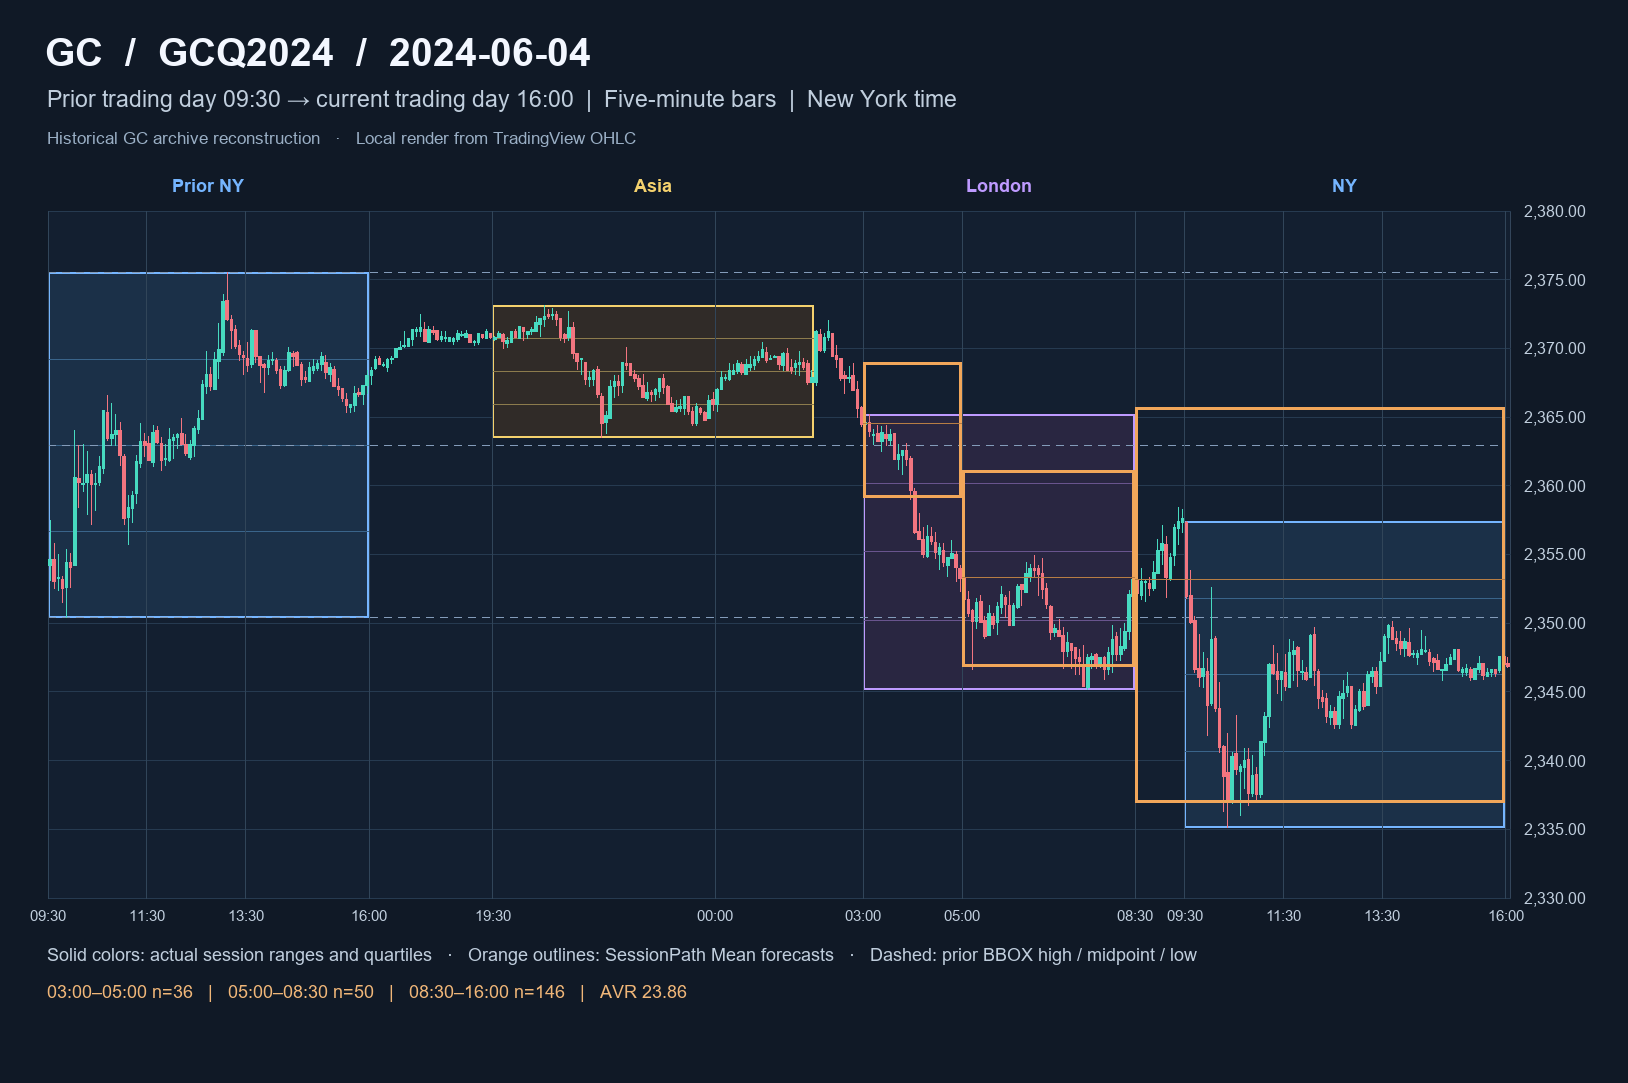 GC / GCQ2024 / 2024-06-04
Prior trading day 09:30 → current trading day 16:00 | Five-minute bars | New York time
Historical GC archive reconstruction · Local render from TradingView OHLC
Prior NY Asia London NY
2,380.00
2,375.00
2,370.00
2,365.00
2,360.00
2,355.00
2,350.00
2,345.00
2,340.00
2,335.00
2,330.00
09:30 11:30 13:30 16:00 19:30 00:00 03:00 05:00 08:30 09:30 11:30 13:30 16:00
Solid colors: actual session ranges and quartiles · Orange outlines: SessionPath Mean forecasts · Dashed: prior BBOX high / midpoint / low
03:00–05:00 n=36 | 05:00–08:30 n=50 | 08:30–16:00 n=146 | AVR 23.86